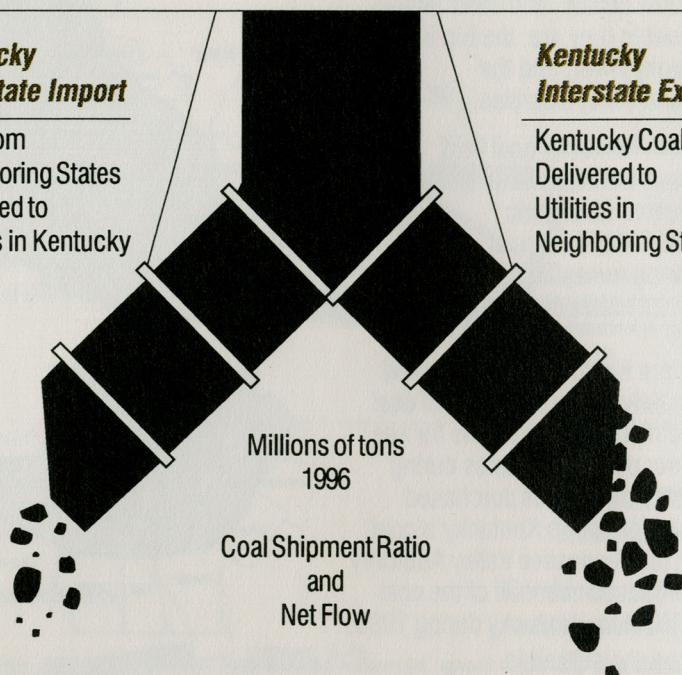 cky
tate Import
om
oring States
ed to
s in Kentucky
Kentucky
Interstate Ex
Kentucky Coal
Delivered to
Utilities in
Neighboring St
Millions of tons
1996
Coal Shipment Ratio
and
Net Flow